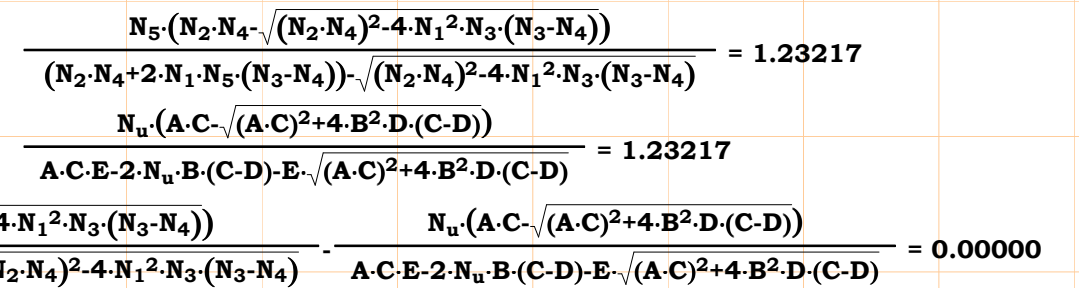 N₅·(N₂·N₄-√(N₂·N₄)²-4·N₁²·N₃·(N₃-N₄))
(N₂·N₄+2·N₁·N₅·(N₃-N₄))-√(N₂·N₄)²-4·N₁²·N₃·(N₃-N₄) = 1.23217
Nᵤ·(A·C-√(A·C)²+4·B²·D·(C-D))
A·C·E-2·Nᵤ·B·(C-D)-E·√(A·C)²+4·B²·D·(C-D) = 1.23217
4·N₁²·N₃·(N₃-N₄)) - Nᵤ·(A·C-√(A·C)²+4·B²·D·(C-D))
N₂·N₄)²-4·N₁²·N₃·(N₃-N₄) A·C·E-2·Nᵤ·B·(C-D)-E·√(A·C)²+4·B²·D·(C-D) = 0.00000